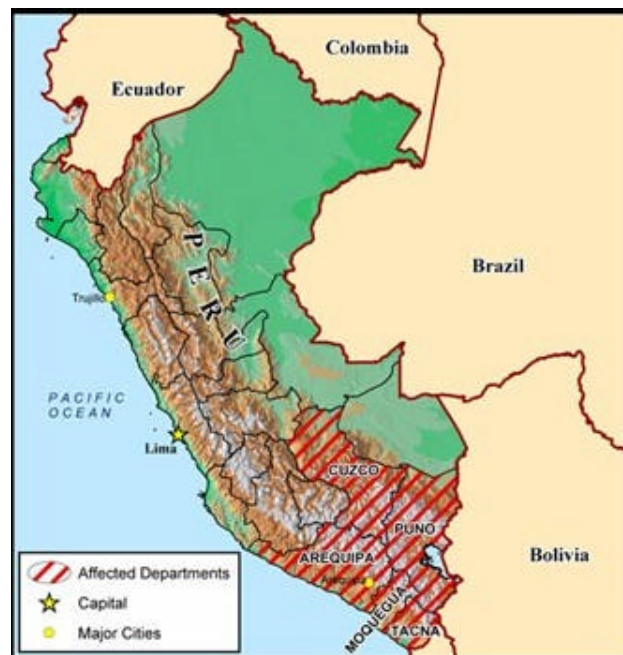 Colombia
Ecuador
PERU
Brazil
Trujillo
PACIFIC
OCEAN
Lima
CUZCO
PUNO
AREQUIPA
Arequipa
Bolivia
MOQUEGUA
TACNA
Affected Departments
Capital
Major Cities